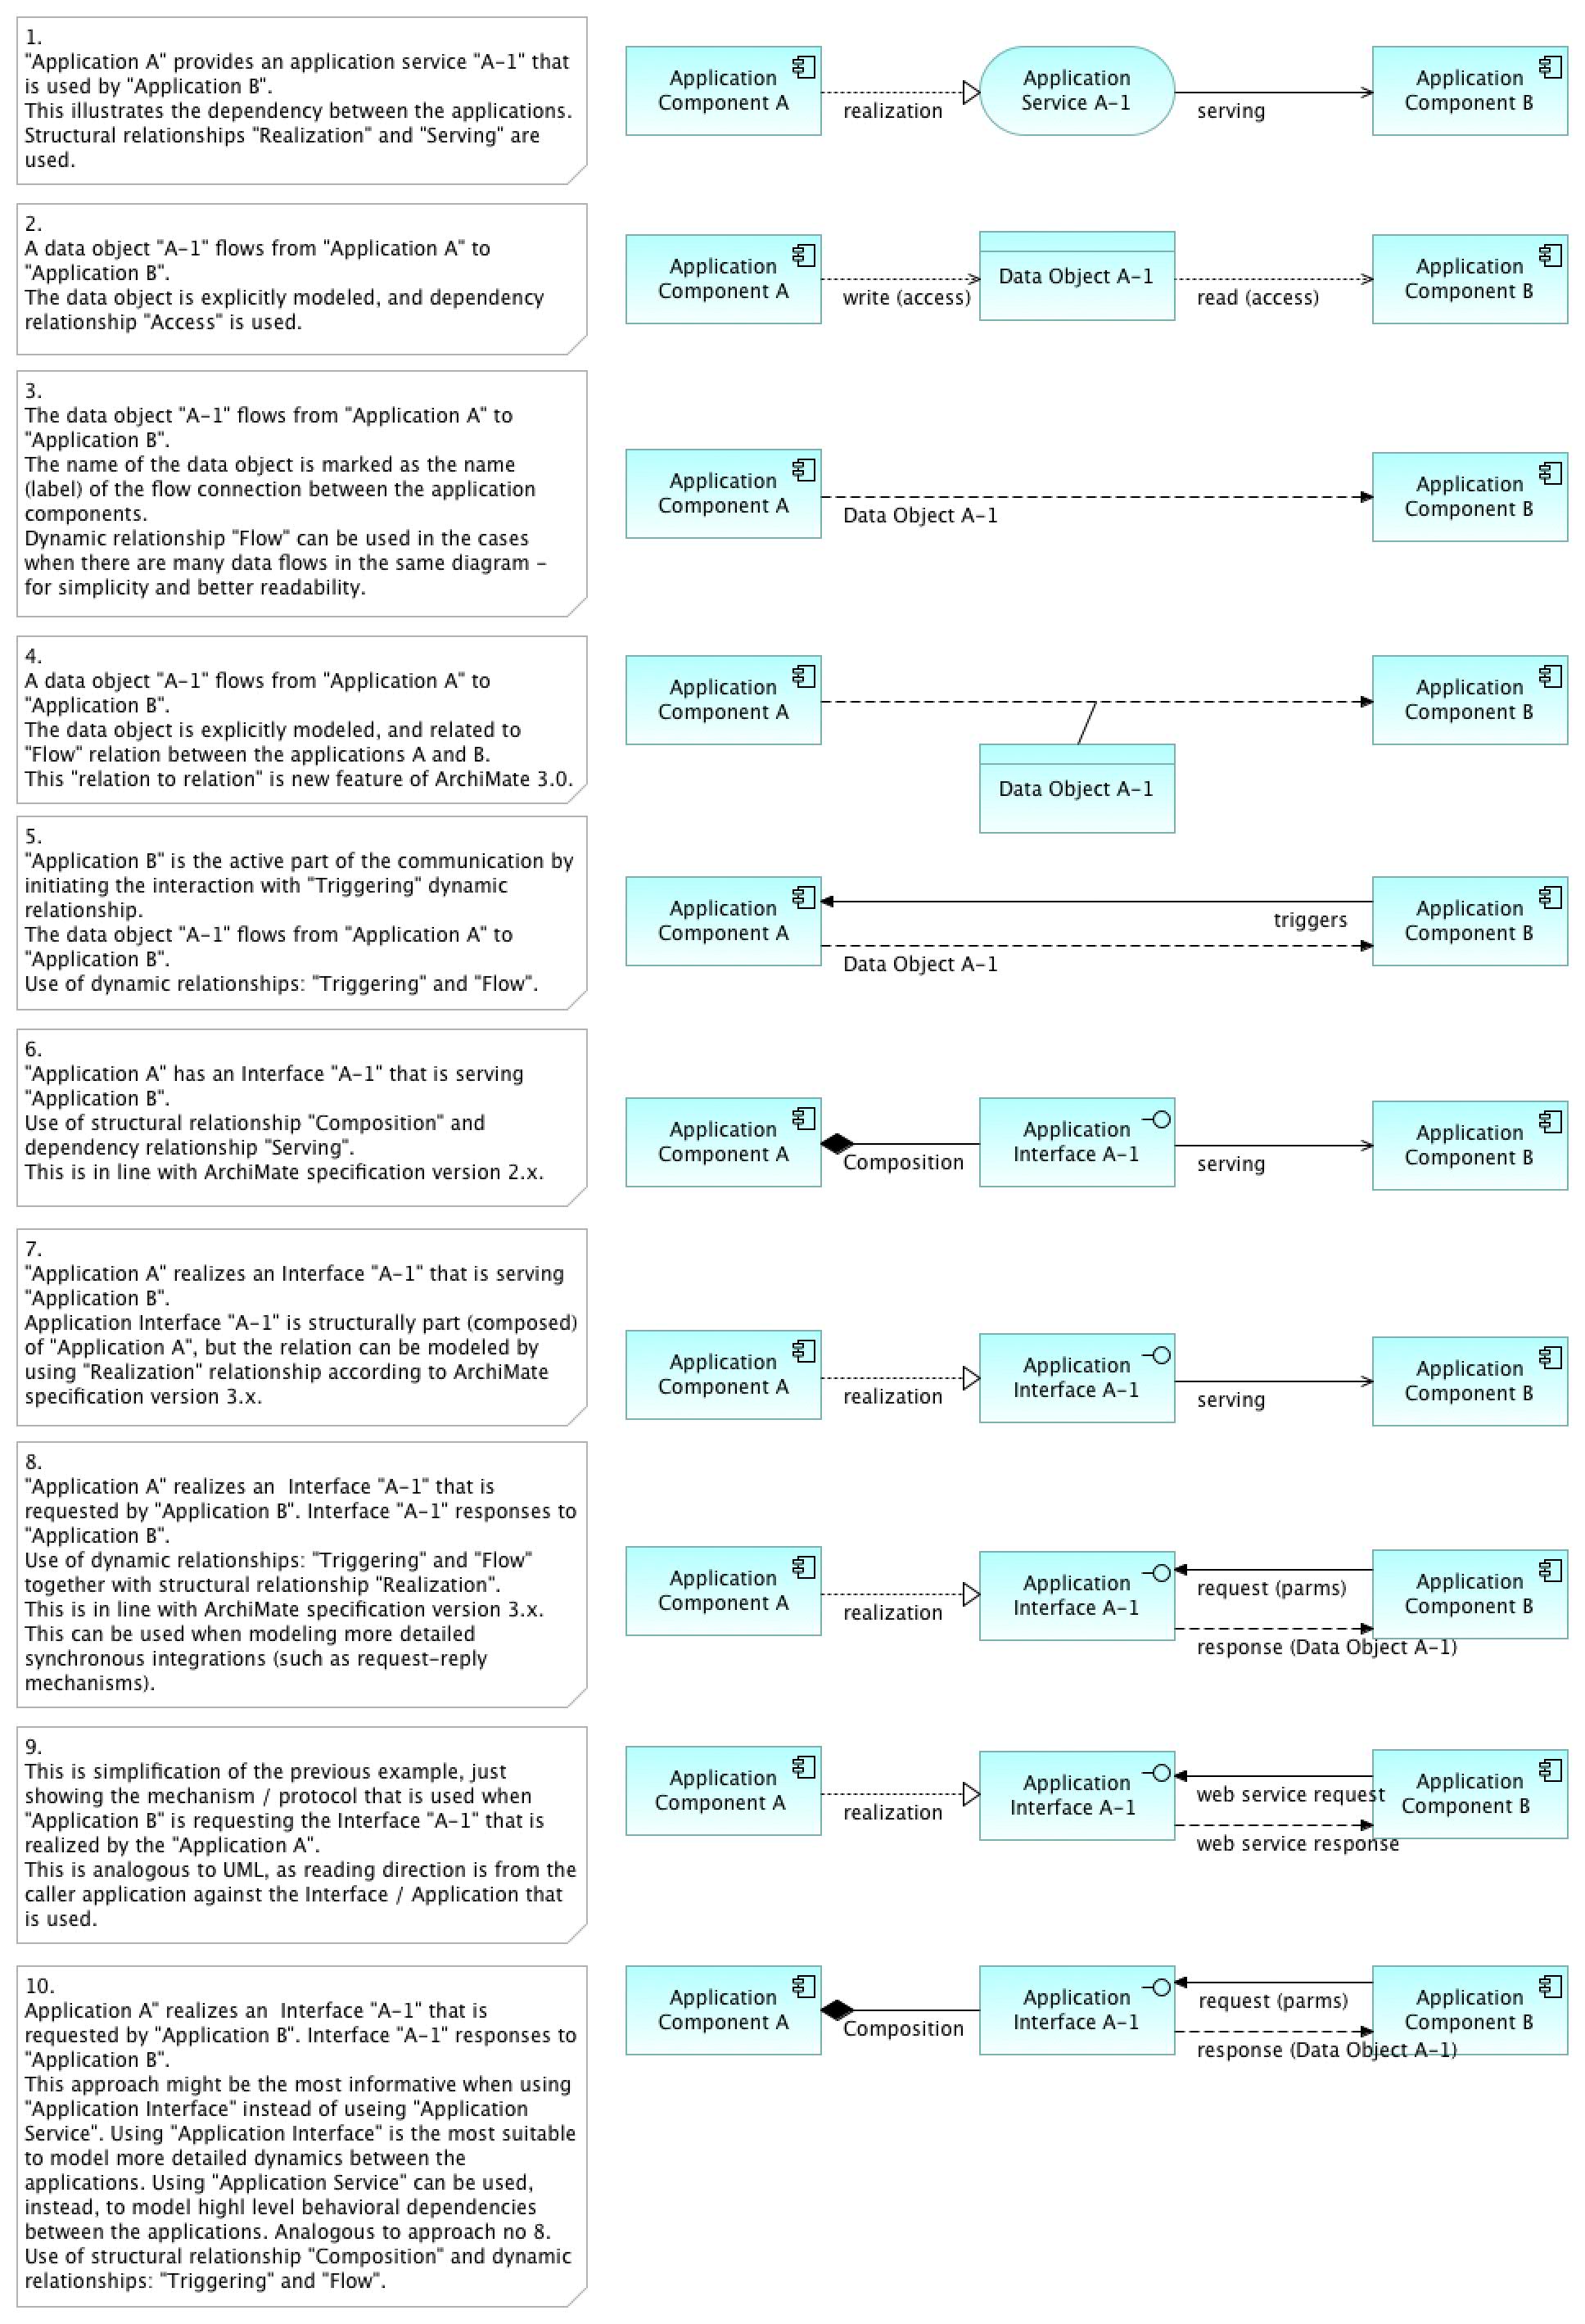 1.
"Application A" provides an application service "A-1" that
is used by "Application B".
This illustrates the dependency between the applications.
Structural relationships "Realization" and "Serving" are
used.
Application
Component A
realization
Application
Service A-1
serving
Application
Component B
2.
A data object "A-1" flows from "Application A" to
"Application B".
The data object is explicitly modeled, and dependency
relationship "Access" is used.
Application
Component A
write (access)
Data Object A-1
read (access)
Application
Component B
3.
The data object "A-1" flows from "Application A" to
"Application B".
The name of the data object is marked as the name
(label) of the flow connection between the application
components.
Dynamic relationship "Flow" can be used in the cases
when there are many data flows in the same diagram -
for simplicity and better readability.
Application
Component A
Data Object A-1
Application
Component B
4.
A data object "A-1" flows from "Application A" to
"Application B".
The data object is explicitly modeled, and related to
"Flow" relation between the applications A and B.
This "relation to relation" is new feature of ArchiMate 3.0.
Application
Component A
Data Object A-1
Application
Component B
5.
"Application B" is the active part of the communication by
initiating the interaction with "Triggering" dynamic
relationship.
The data object "A-1" flows from "Application A" to
"Application B".
Use of dynamic relationships: "Triggering" and "Flow".
Application
Component A
triggers
Data Object A-1
Application
Component B
6.
"Application A" has an Interface "A-1" that is serving
"Application B".
Use of structural relationship "Composition" and
dependency relationship "Serving".
This is in line with ArchiMate specification version 2.x.
Application
Component A
Composition
Application
Interface A-1
serving
Application
Component B
7.
"Application A" realizes an Interface "A-1" that is serving
"Application B".
Application Interface "A-1" is structurally part (composed)
of "Application A", but the relation can be modeled by
using "Realization" relationship according to ArchiMate
specification version 3.x.
Application
Component A
realization
Application
Interface A-1
serving
Application
Component B
8.
"Application A" realizes an  Interface "A-1" that is
requested by "Application B". Interface "A-1" responses to
"Application B".
Use of dynamic relationships: "Triggering" and "Flow"
together with structural relationship "Realization".
This is in line with ArchiMate specification version 3.x.
This can be used when modeling more detailed
synchronous integrations (such as request-reply
mechanisms).
Application
Component A
realization
Application
Interface A-1
request (parms)
response (Data Object A-1)
Application
Component B
9.
This is simplification of the previous example, just
showing the mechanism / protocol that is used when
"Application B" is requesting the Interface "A-1" that is
realized by the "Application A".
This is analogous to UML, as reading direction is from the
caller application against the Interface / Application that
is used.
Application
Component A
realization
Application
Interface A-1
web service request
web service response
Application
Component B
10.
Application A" realizes an  Interface "A-1" that is
requested by "Application B". Interface "A-1" responses to
"Application B".
This approach might be the most informative when using
"Application Interface" instead of useing "Application
Service". Using "Application Interface" is the most suitable
to model more detailed dynamics between the
applications. Using "Application Service" can be used,
instead, to model highl level behavioral dependencies
between the applications. Analogous to approach no 8.
Use of structural relationship "Composition" and dynamic
relationships: "Triggering" and "Flow".
Application
Component A
Composition
Application
Interface A-1
request (parms)
response (Data Object A-1)
Application
Component B